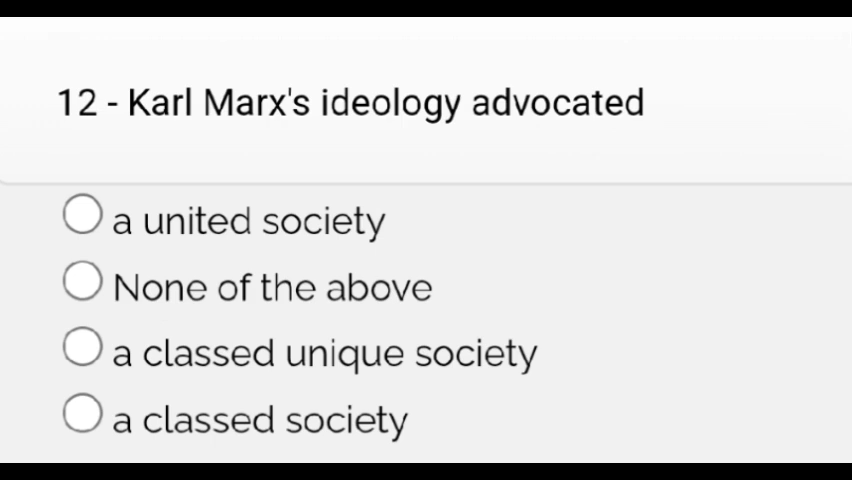 12 - Karl Marx's ideology advocated
a united society
None of the above
a classed unique society
a classed society